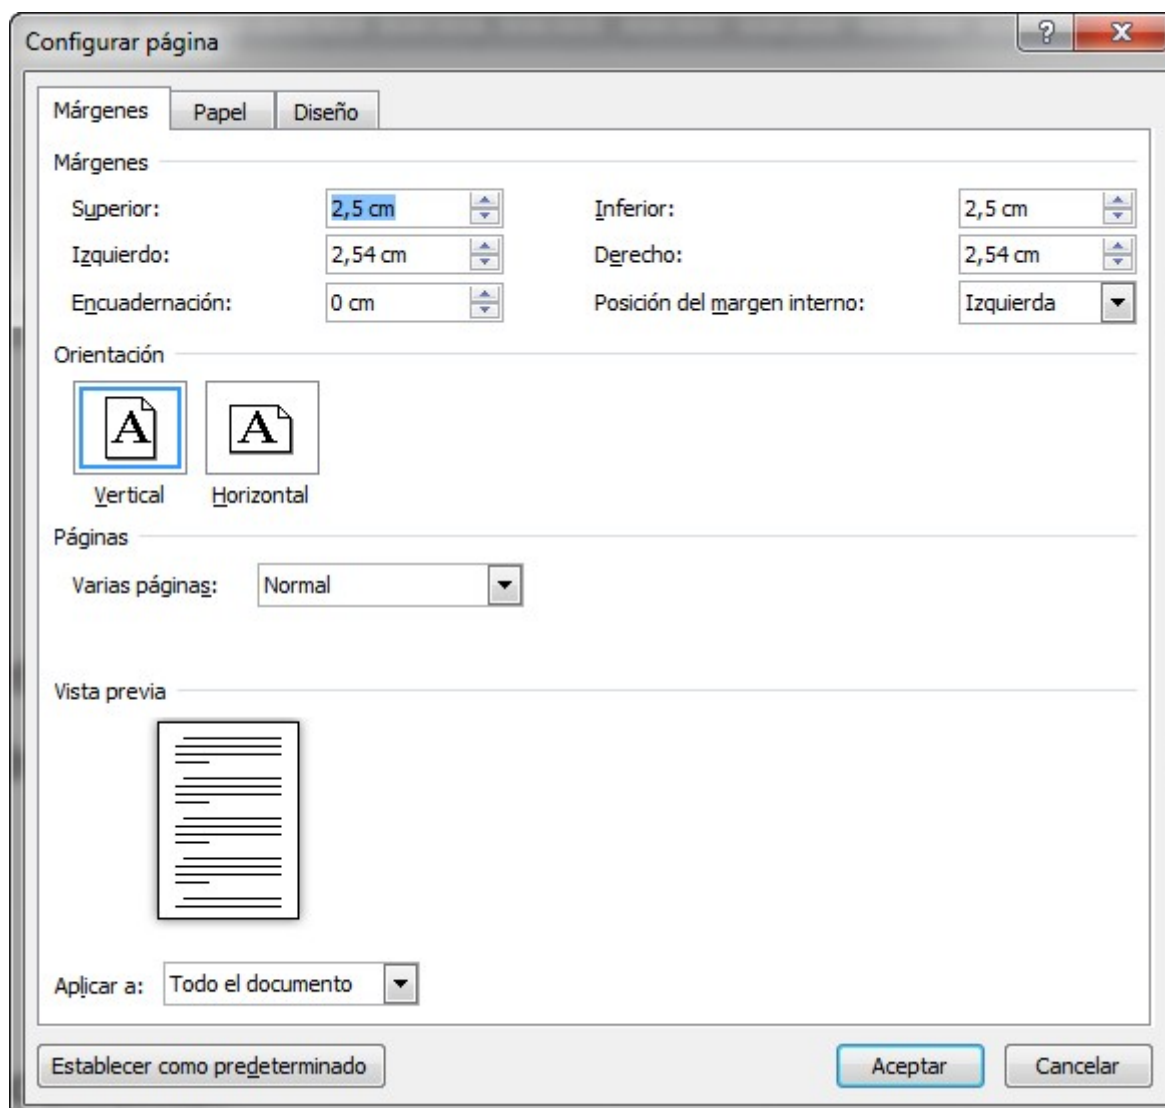 Configurar página
Márgenes Papel Diseño
Márgenes
Superior: 2,5 cm Inferior: 2,5 cm
Izquierdo: 2,54 cm Derecho: 2,54 cm
Encuadernación: 0 cm Posición del margen interno: Izquierda
Orientación
A A
Vertical Horizontal
Páginas
Varias páginas: Normal
Vista previa
Aplicar a: Todo el documento
Establecer como predeterminado Aceptar Cancelar